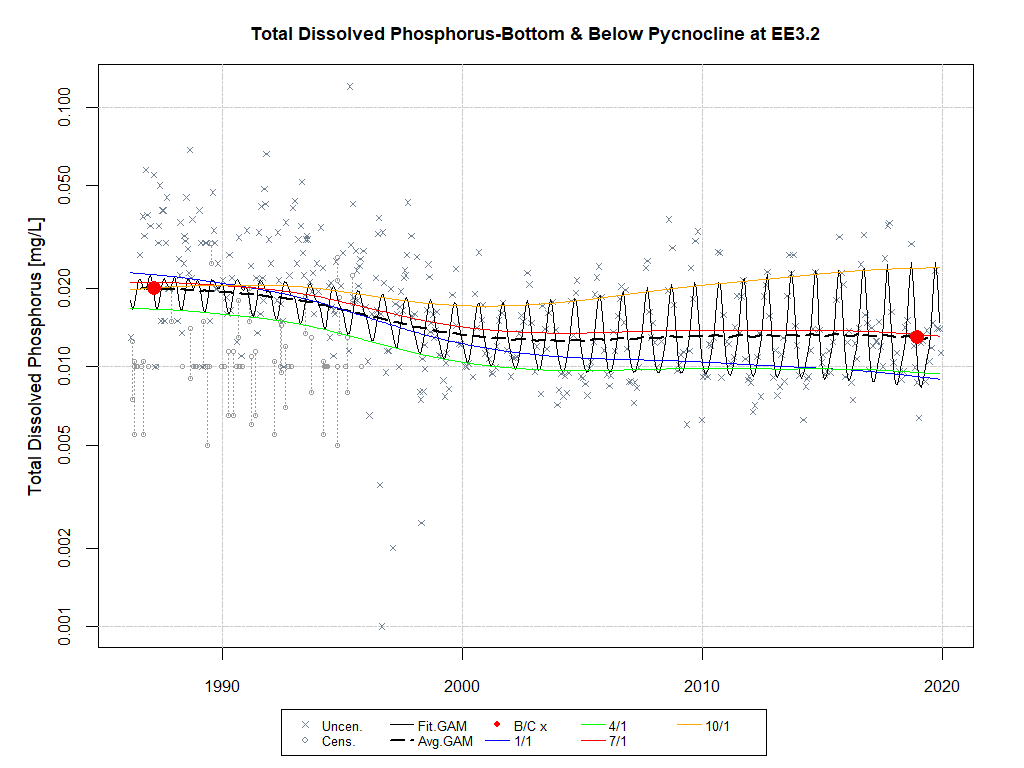 Total Dissolved Phosphorus-Bottom & Below Pycnocline at EE3.2
Total Dissolved Phosphorus [mg/L]
0.100
0.050
0.020
0.010
0.005
0.002
0.001
1990 2000 2010 2020
Uncen. Fit.GAM B/C x 4/1 10/1
Cens. Avg.GAM 1/1 7/1